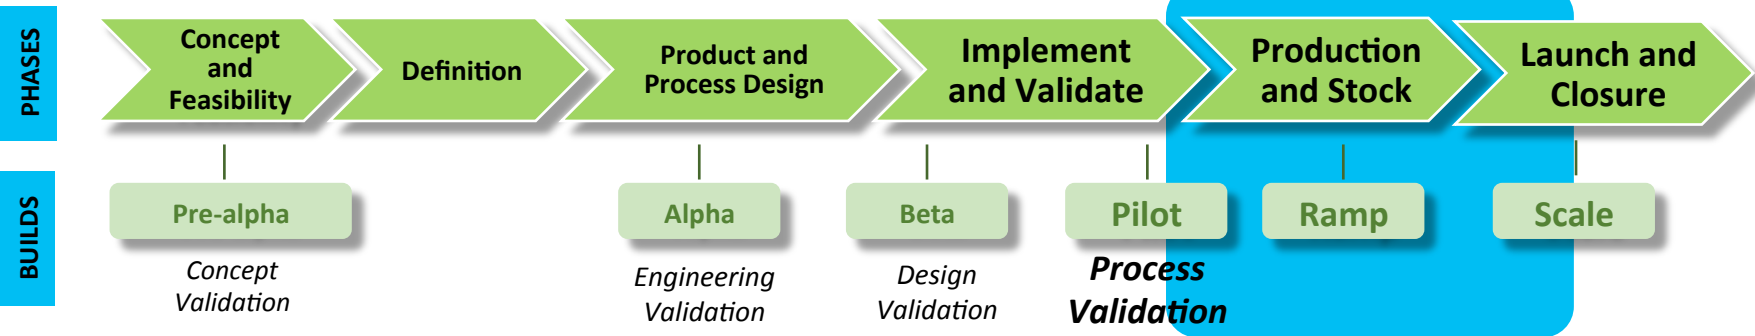 PHASES
Concept
and
Feasibility
Definition
Product and
Process Design
Implement
and Validate
Production
and Stock
Launch and
Closure
BUILDS
Pre-alpha
Alpha
Beta
Pilot
Ramp
Scale
Concept
Validation
Engineering
Validation
Design
Validation
Process
Validation